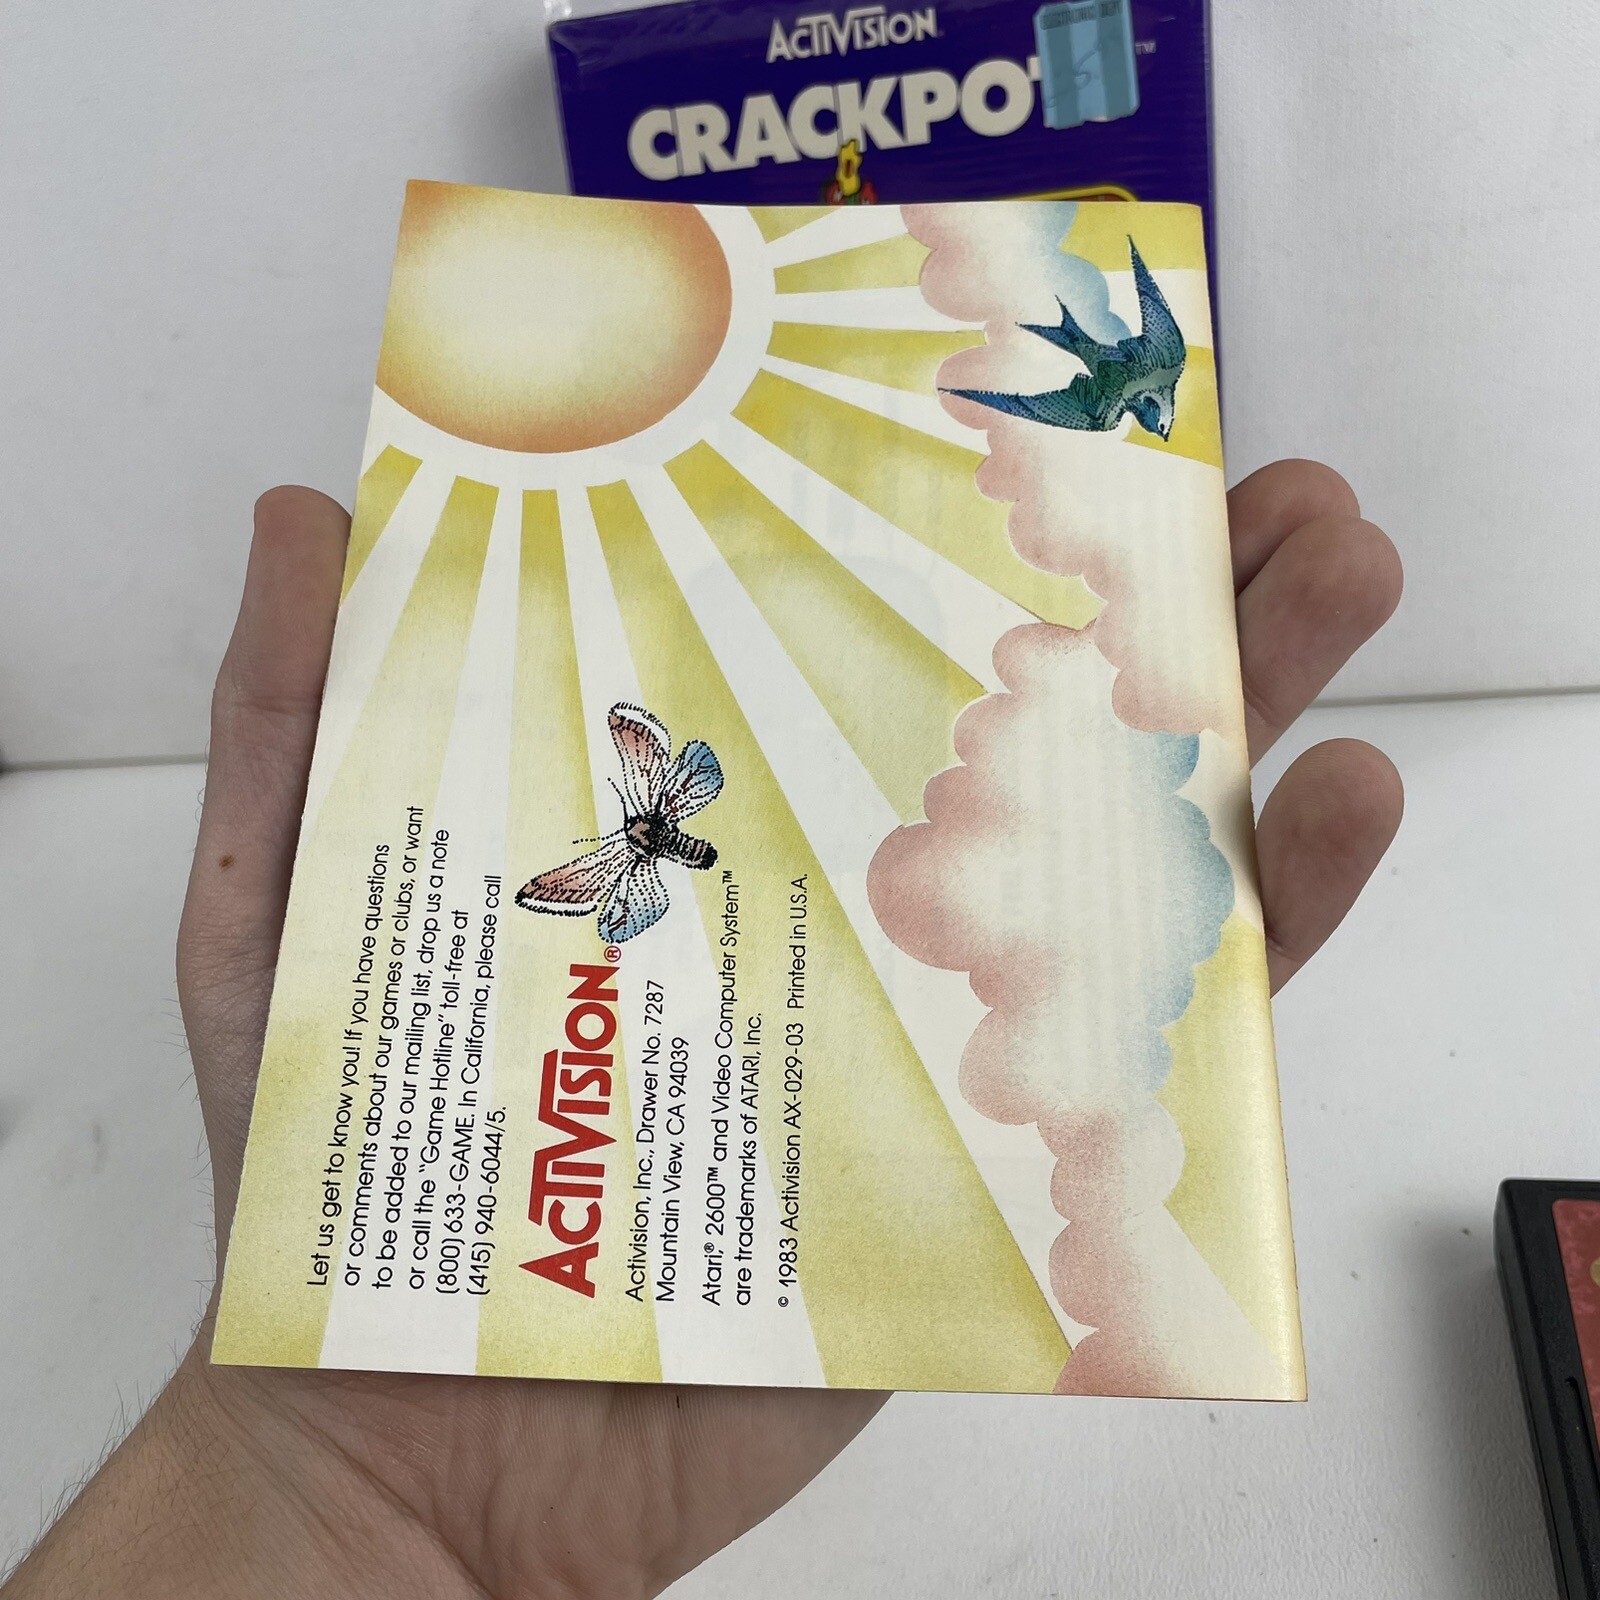 ACTIVISION
CRACKPOT
TM
Let us get to know you! If you have questions
or comments about our games or clubs, or want
to be added to our mailing list, drop us a note
or call the "Game Hotline" toll-free at
(800) 633-GAME. In California, please call
(415) 940-6044/5.
ACTIVISION®
Activision, Inc., Drawer No. 7287
Mountain View, CA 94039
Atari,® 2600™ and Video Computer System™
are trademarks of ATARI, Inc.
© 1983 Activision AX-029-03 Printed in U.S.A.